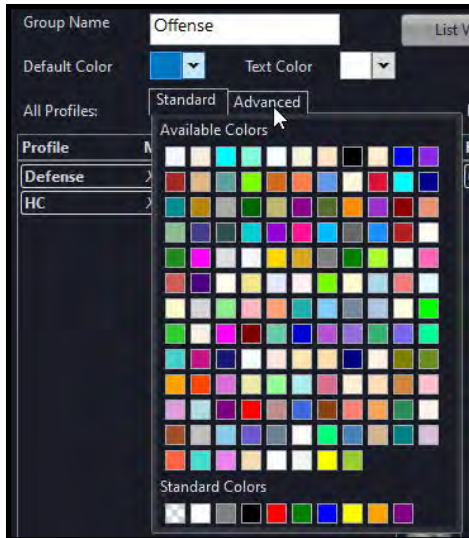 Group Name
Offense
List V
Default Color
Text Color
All Profiles:
Standard
Advanced
Available Colors
Profile
M
Defense
X
HC
X
Standard Colors